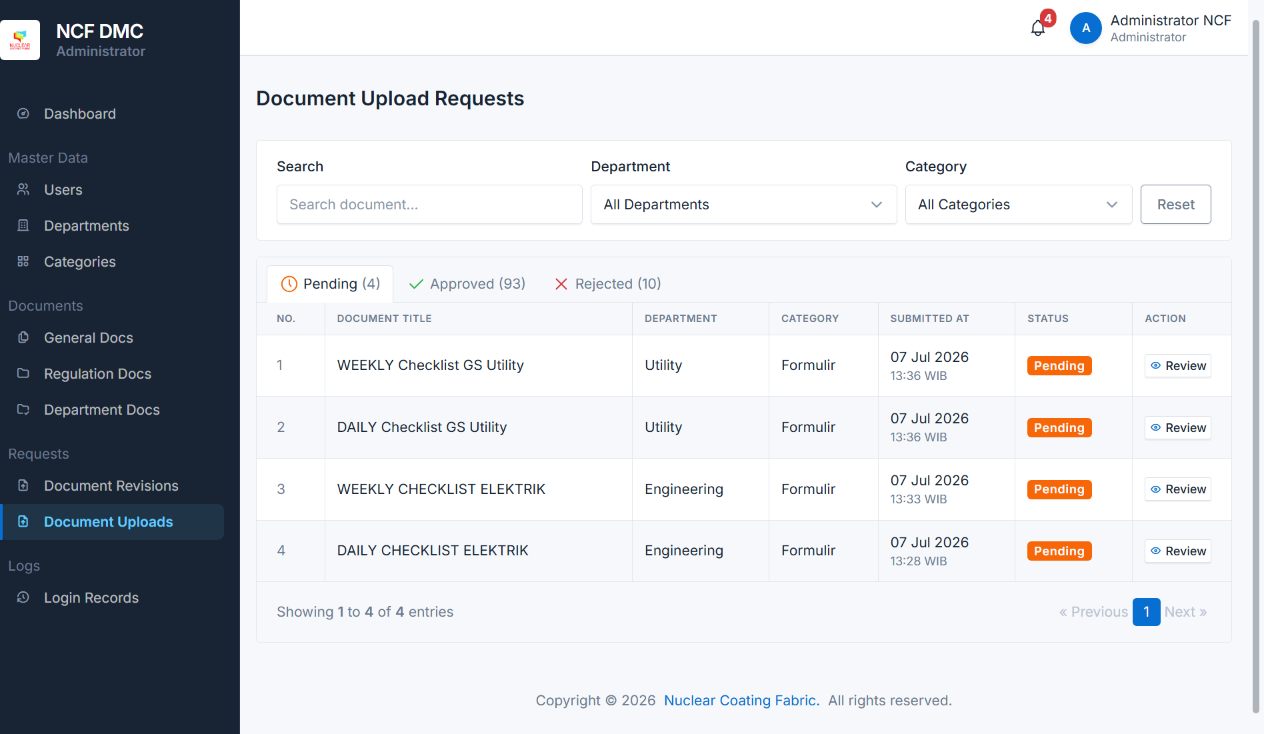 NCF DMC
Administrator
Dashboard
Master Data
Users
Departments
Categories
Documents
General Docs
Regulation Docs
Department Docs
Requests
Document Revisions
Document Uploads
Logs
Login Records
4
A
Administrator NCF
Administrator
Document Upload Requests
Search Department Category
Search document... All Departments All Categories Reset
Pending (4) Approved (93) Rejected (10)
NO. DOCUMENT TITLE DEPARTMENT CATEGORY SUBMITTED AT STATUS ACTION
1 WEEKLY Checklist GS Utility Utility Formulir 07 Jul 2026 Pending Review
13:36 WIB
2 DAILY Checklist GS Utility Utility Formulir 07 Jul 2026 Pending Review
13:36 WIB
3 WEEKLY CHECKLIST ELEKTRIK Engineering Formulir 07 Jul 2026 Pending Review
13:33 WIB
4 DAILY CHECKLIST ELEKTRIK Engineering Formulir 07 Jul 2026 Pending Review
13:28 WIB
Showing 1 to 4 of 4 entries « Previous 1 Next »
Copyright © 2026 Nuclear Coating Fabric. All rights reserved.